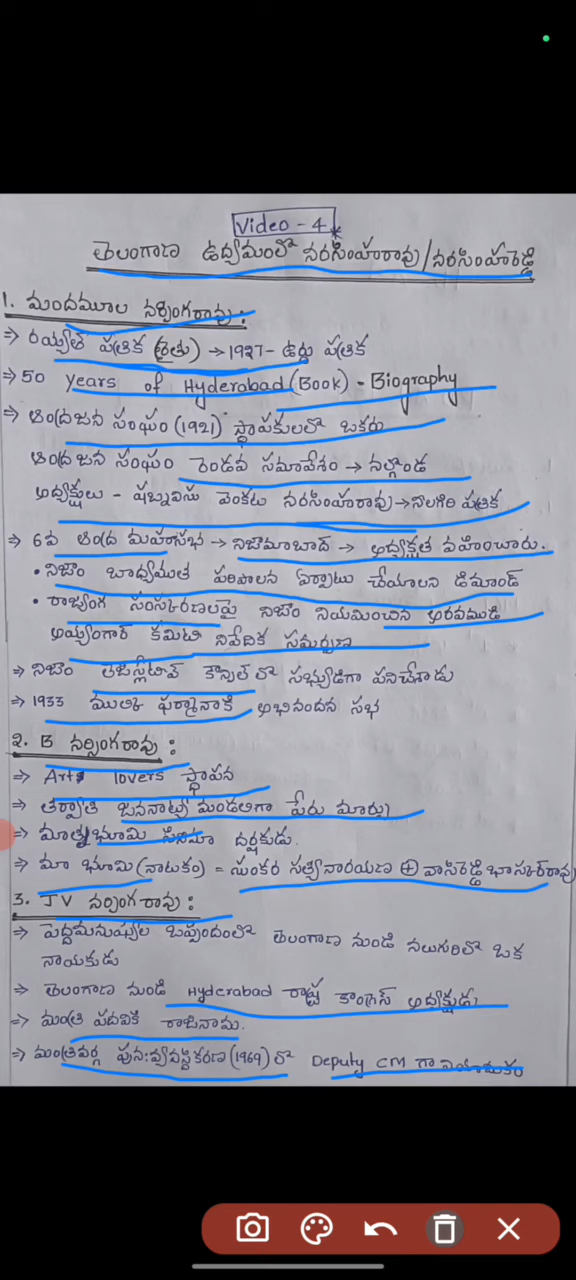 Video - 4
తెలంగాణ ఉద్యమంలో నరసింహారావు/నరసింహారెడ్డి
1. మందమూల నర్సింగరావు :
⇒ రయ్యత్ పత్రిక (రైతు) → 1927 - ఉర్దు పత్రిక
⇒ 50 years of Hyderabad (Book) - Biography
⇒ ఆంధ్రజన సంఘం (1921) స్థాపకులలో ఒకరు
ఆంధ్రజన సంఘం రెండవ సమావేశం → నల్గొండ
అధ్యక్షులు - షబ్నవీసు వెంకట నరసింహారావు → నీలగిరి పత్రిక
⇒ 6వ ఆంధ్ర మహాసభ → నిజామాబాద్ → అధ్యక్షత వహించారు.
• నిజాం బాధ్యుత పరిపాలన ఏర్పాటు చేయాలని డిమాండ్
• రాజ్యాంగ సంస్కరణలపై నిజాం నియమించిన అరవముడి
అయ్యంగార్ కమిటి నివేదిక సమర్పణ
⇒ నిజాం లెజిస్లేటివ్ కౌన్సిల్ లో సభ్యుడిగా పనిచేశాడు
⇒ 1933 ముల్కి ఫర్మానాకి అభినందన సభ
2. B నర్సింగరావు :
⇒ Arts lovers స్థాపన
⇒ తర్వాత జననాట్య మండలిగా పేరు మార్పు
⇒ మాతృభూమి సినిమా దర్శకుడు.
⇒ మా భూమి (నాటకం) = సుంకర సత్యనారాయణ + వాసిరెడ్డి భాస్కర్‌రావు
3. JV నర్సింగరావు :
⇒ పెద్దమనుషుల ఒప్పందంలో తెలంగాణ నుండి నలుగురిలో ఒక
నాయకుడు
⇒ తెలంగాణ నుండి Hyderabad రాష్ట్ర కాంగ్రెస్ అధ్యక్షుడు
⇒ మంత్రి పదవికి రాజీనామ.
⇒ మంత్రివర్గ పునఃవ్యవస్థీకరణ (1969) లో Deputy CM గా నియామకం